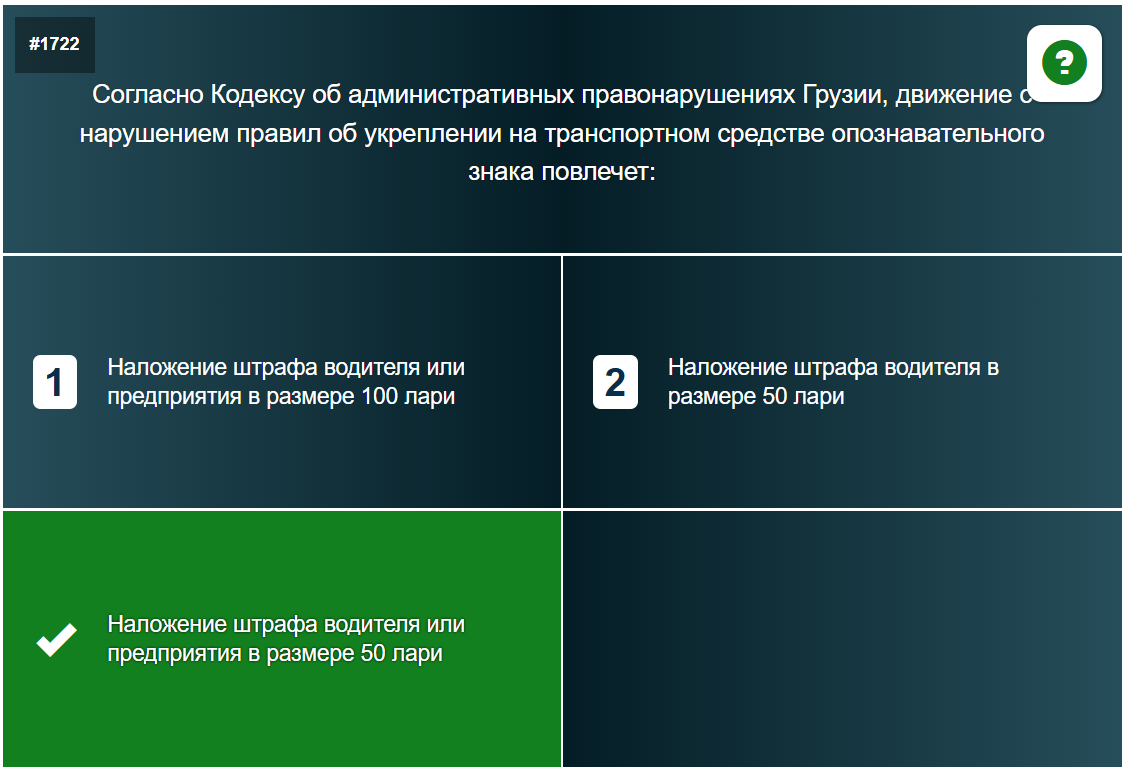 #1722
?
Согласно Кодексу об административных правонарушениях Грузии, движение с
нарушением правил об укреплении на транспортном средстве опознавательного
знака повлечет:
1
Наложение штрафа водителя или
предприятия в размере 100 лари
2
Наложение штрафа водителя в
размере 50 лари
Наложение штрафа водителя или
предприятия в размере 50 лари